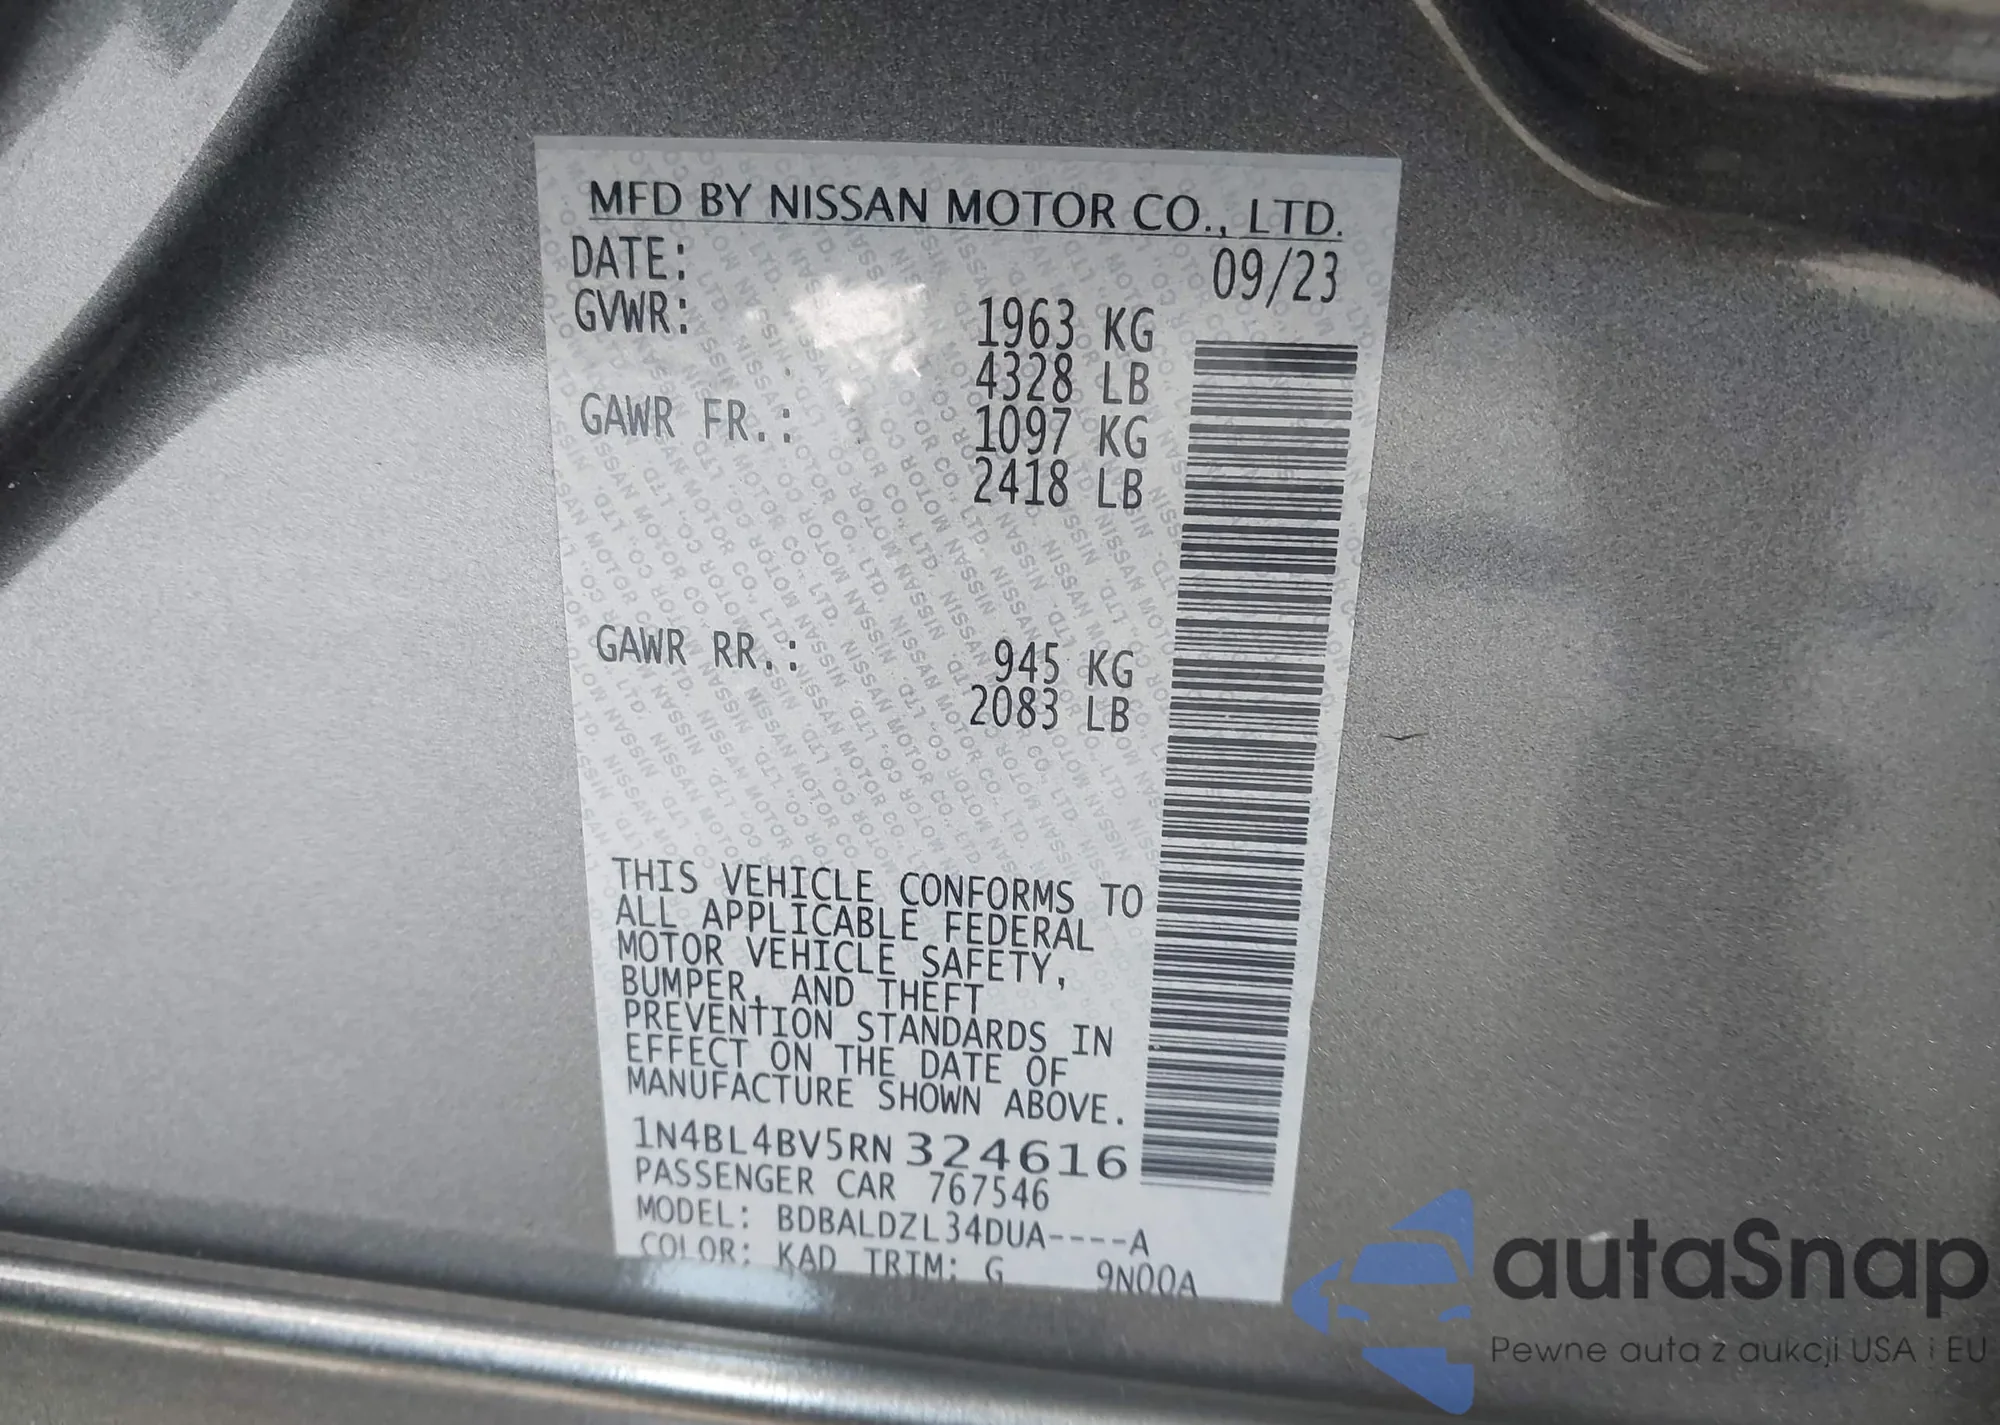 MFD BY NISSAN MOTOR CO., LTD.
DATE: 09/23
GVWR: 1963 KG
4328 LB
GAWR FR.: 1097 KG
2418 LB
GAWR RR.: 945 KG
2083 LB
THIS VEHICLE CONFORMS TO
ALL APPLICABLE FEDERAL
MOTOR VEHICLE SAFETY,
BUMPER, AND THEFT
PREVENTION STANDARDS IN
EFFECT ON THE DATE OF
MANUFACTURE SHOWN ABOVE.
1N4BL4BV5RN324616
PASSENGER CAR 767546
MODEL: BDBALDZL34DUA----A
COLOR: KAD TRIM: G 9N00A
autoSnap
Pewne auta z aukcji USA i EU